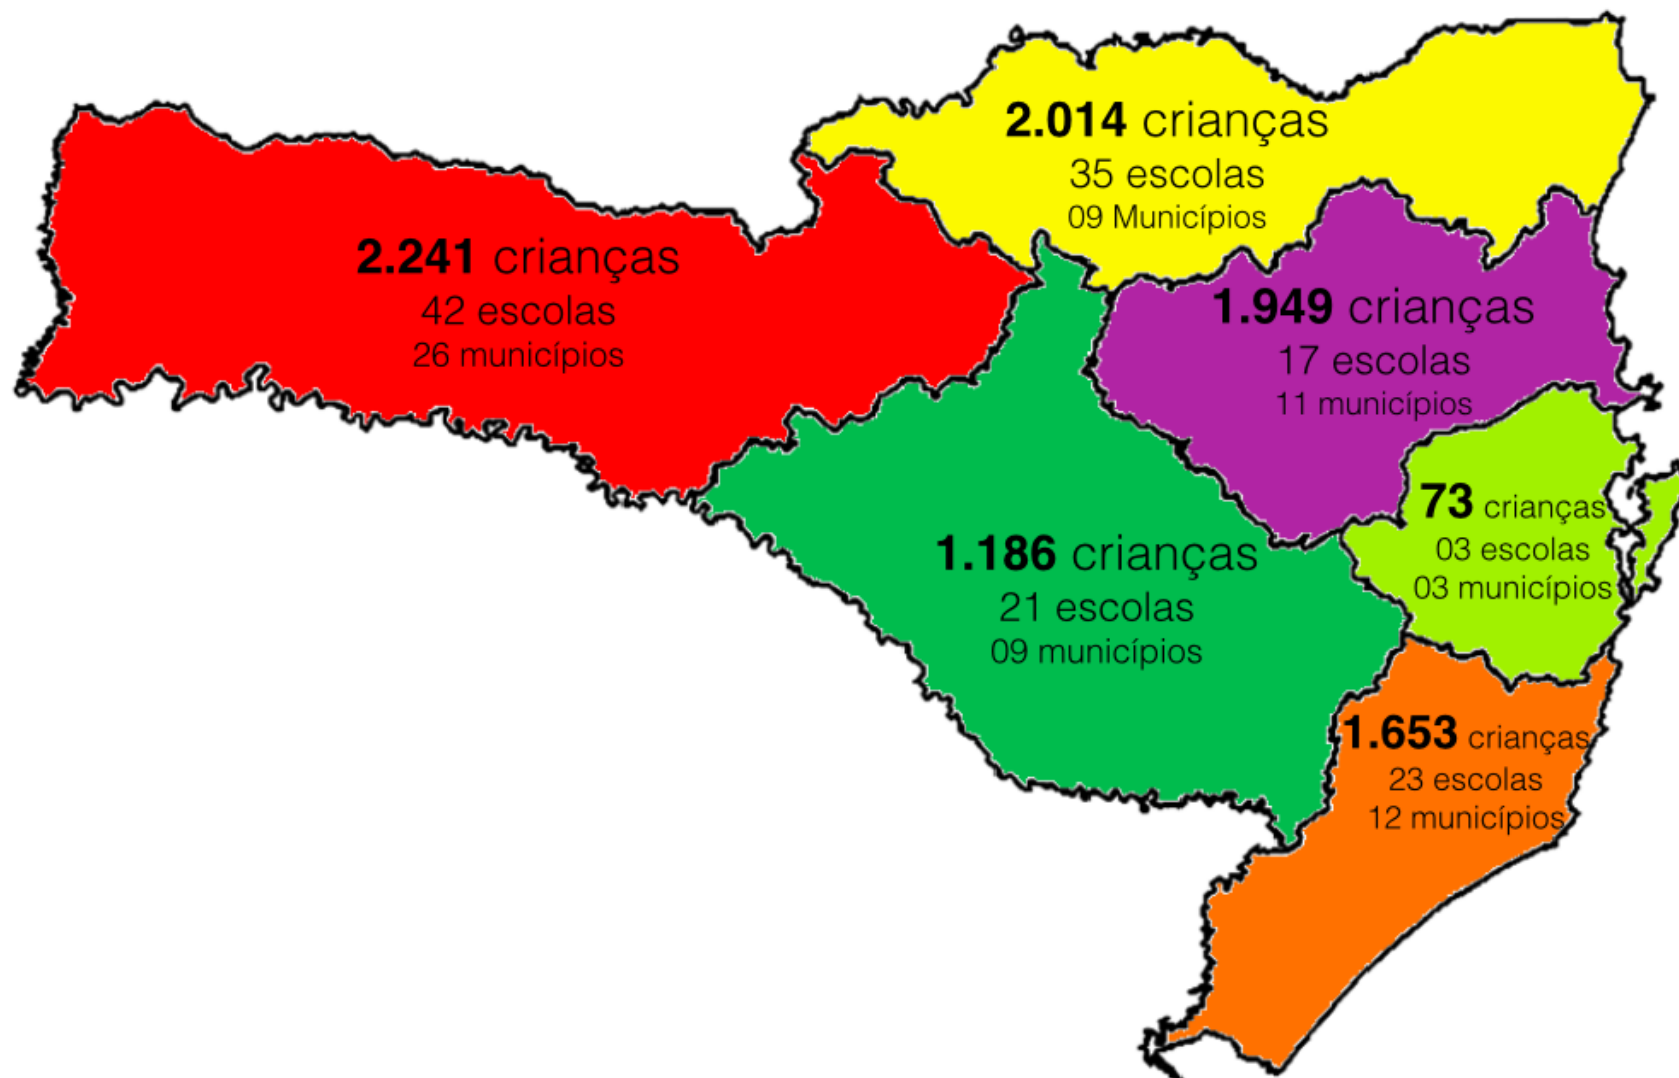 2.014 crianças
35 escolas
09 Municípios
2.241 crianças
42 escolas
26 municípios
1.949 crianças
17 escolas
11 municípios
73 crianças
03 escolas
03 municípios
1.186 crianças
21 escolas
09 municípios
1.653 crianças
23 escolas
12 municípios